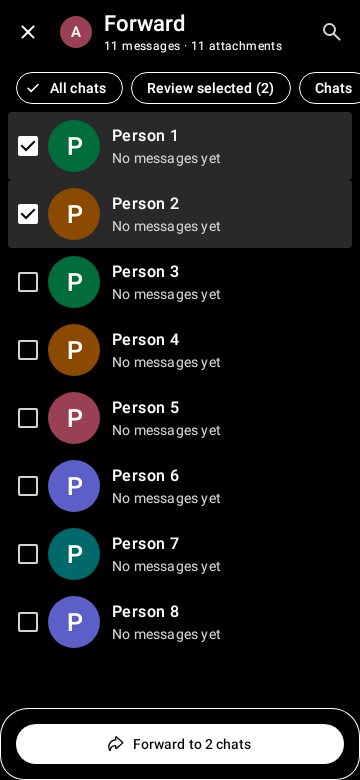 A
Forward
11 messages · 11 attachments
All chats
Review selected (2)
Chats
P
Person 1
No messages yet
P
Person 2
No messages yet
P
Person 3
No messages yet
P
Person 4
No messages yet
P
Person 5
No messages yet
P
Person 6
No messages yet
P
Person 7
No messages yet
P
Person 8
No messages yet
Forward to 2 chats